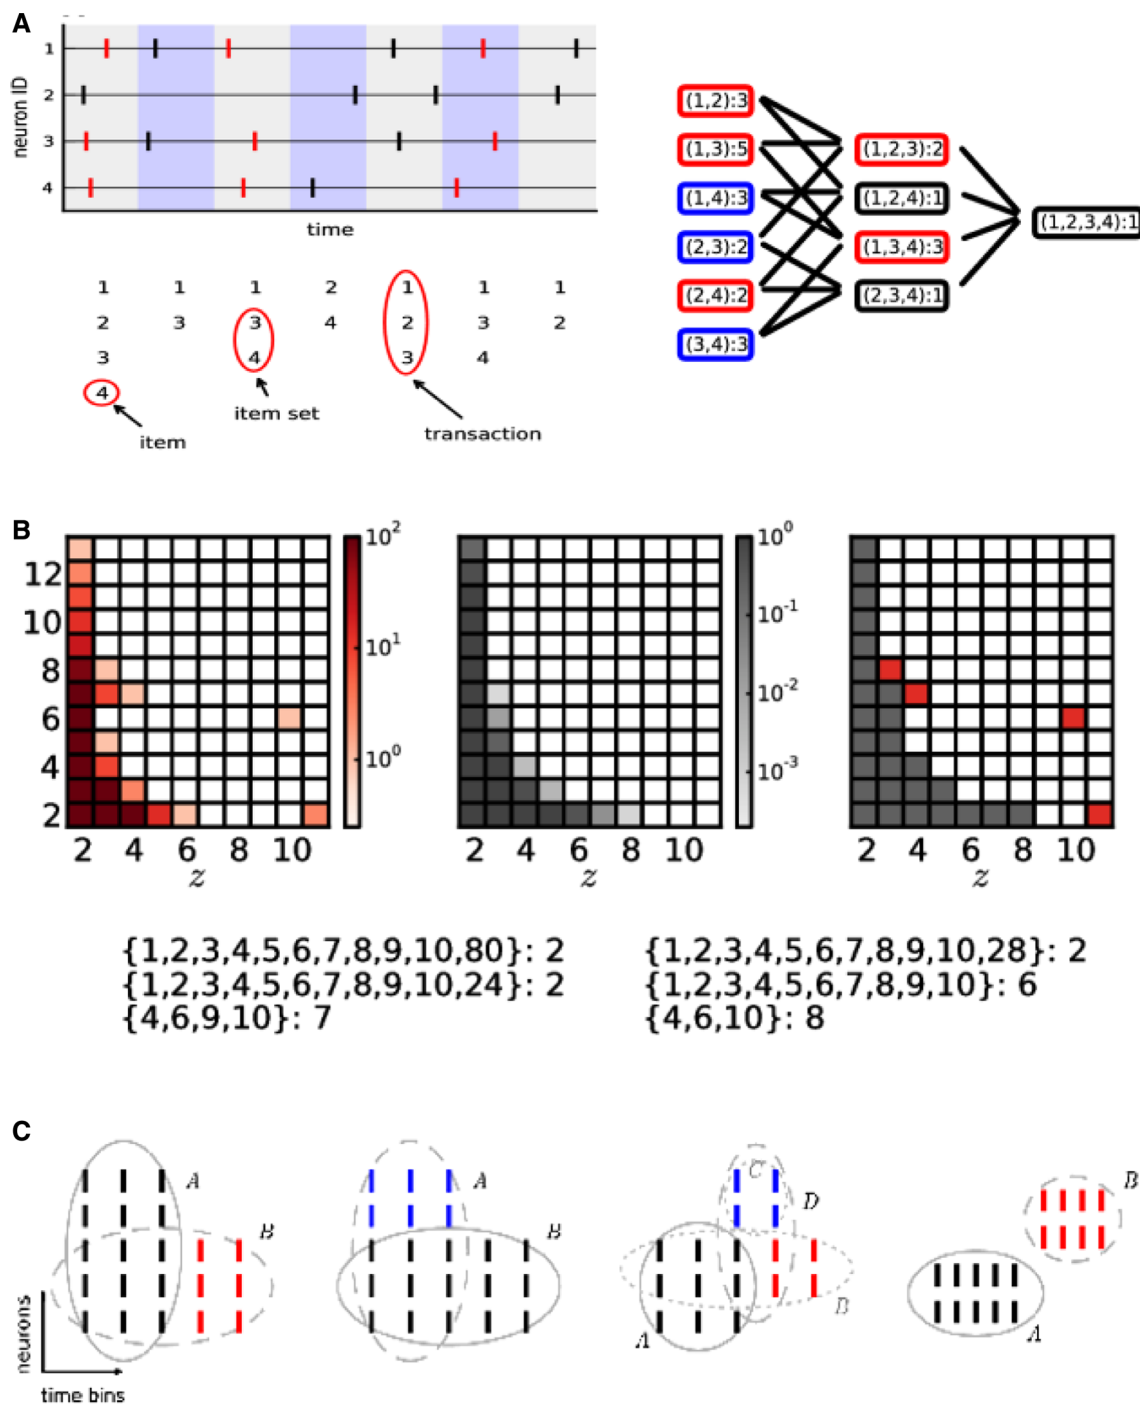 A
neuron ID
1
2
3
4
time
1 1 1 2 1 1 1
2 3 3 4 2 3 2
3 4 3 4
4
item
item set
transaction
(1,2):3
(1,3):5
(1,4):3
(2,3):2
(2,4):2
(3,4):3
(1,2,3):2
(1,2,4):1
(1,3,4):3
(2,3,4):1
(1,2,3,4):1
B
12
10
8
6
4
2
2 4 6 8 10
z
10^2
10^1
10^0
2 4 6 8 10
z
10^0
10^-1
10^-2
10^-3
2 4 6 8 10
z
{1,2,3,4,5,6,7,8,9,10,80}: 2
{1,2,3,4,5,6,7,8,9,10,24}: 2
{4,6,9,10}: 7
{1,2,3,4,5,6,7,8,9,10,28}: 2
{1,2,3,4,5,6,7,8,9,10}: 6
{4,6,10}: 8
C
neurons
time bins
A
B
A
B
C
D
B
A
B
A